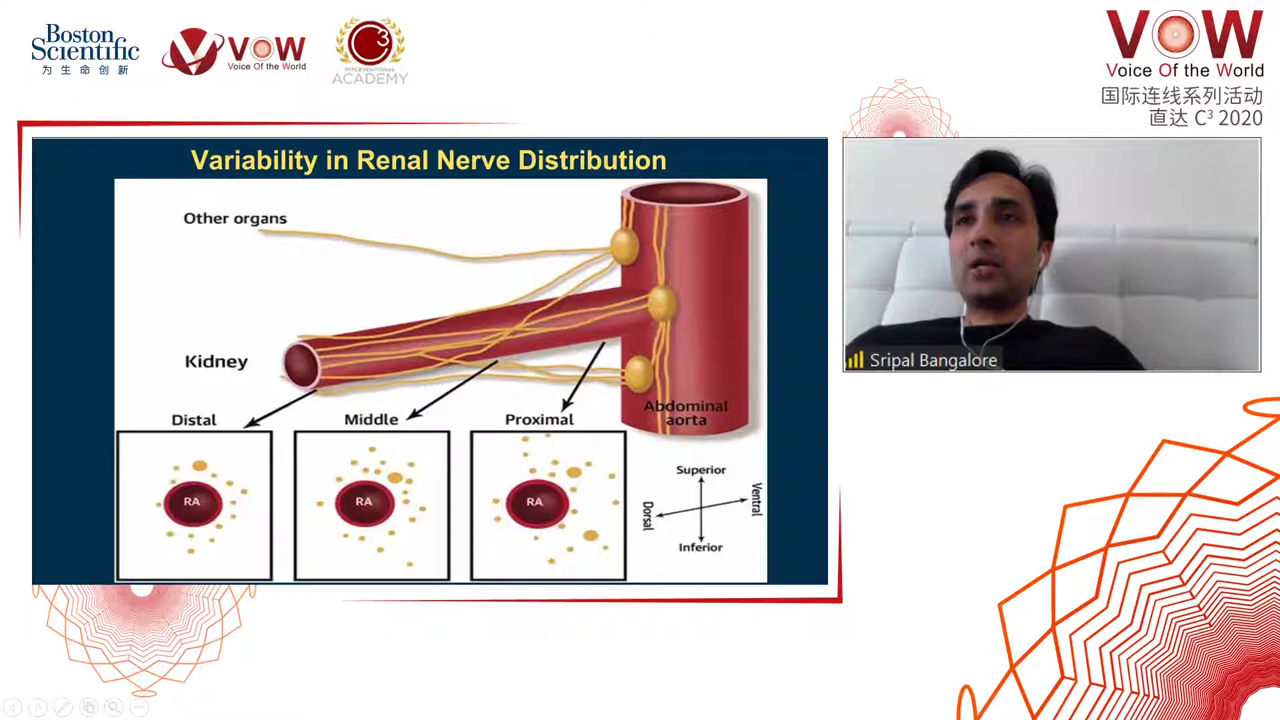 Boston
Scientific
为生命创新
VOW
Voice Of the World
C3
INTERVENTIONAL
ACADEMY
VOW
Voice Of the World
国际连线系列活动
直达 C3 2020
Variability in Renal Nerve Distribution
Other organs
Kidney
Abdominal
aorta
Distal
Middle
Proximal
RA
RA
RA
Superior
Dorsal
Ventral
Inferior
Sripal Bangalore